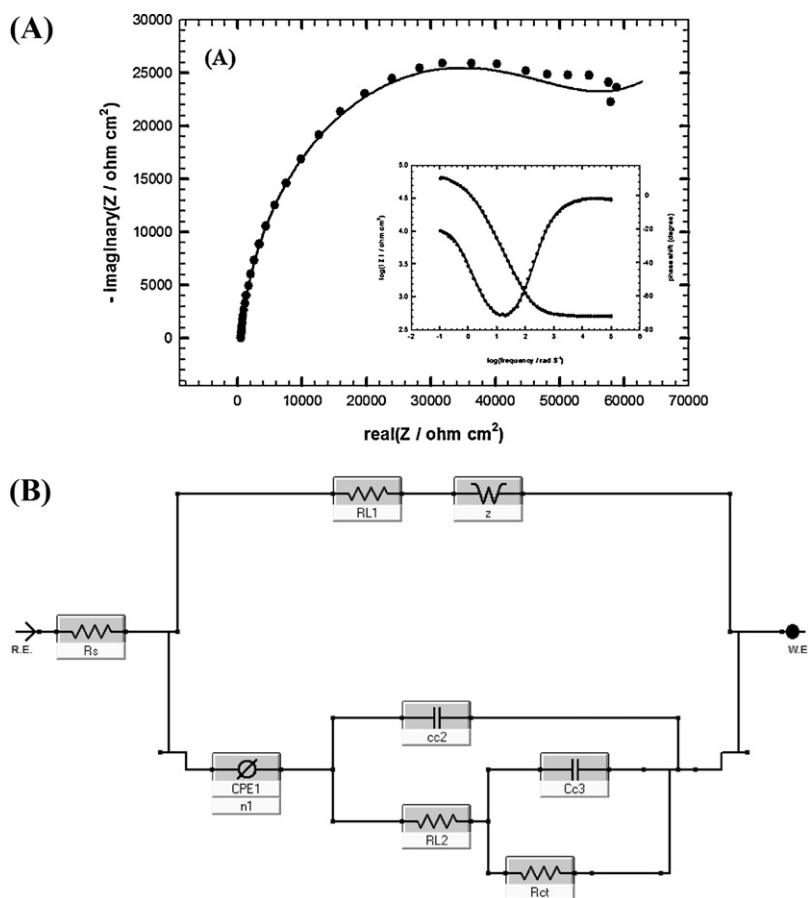 (A)
(A)
30000
25000
20000
15000
10000
5000
0
- imaginary(Z / ohm cm2)
0 10000 20000 30000 40000 50000 60000 70000
real(Z / ohm cm2)
5.0
4.5
4.0
3.5
3.0
2.5
log(I Z I / ohm cm2)
0
-20
-40
-60
-80
phase shift (degree)
-2 -1 0 1 2 3 4 5 6
log(frequency / rad S-1)
(B)
RL1
z
R.E.
Rs
W.E
cc2
CPE1
n1
Cc3
RL2
Rct